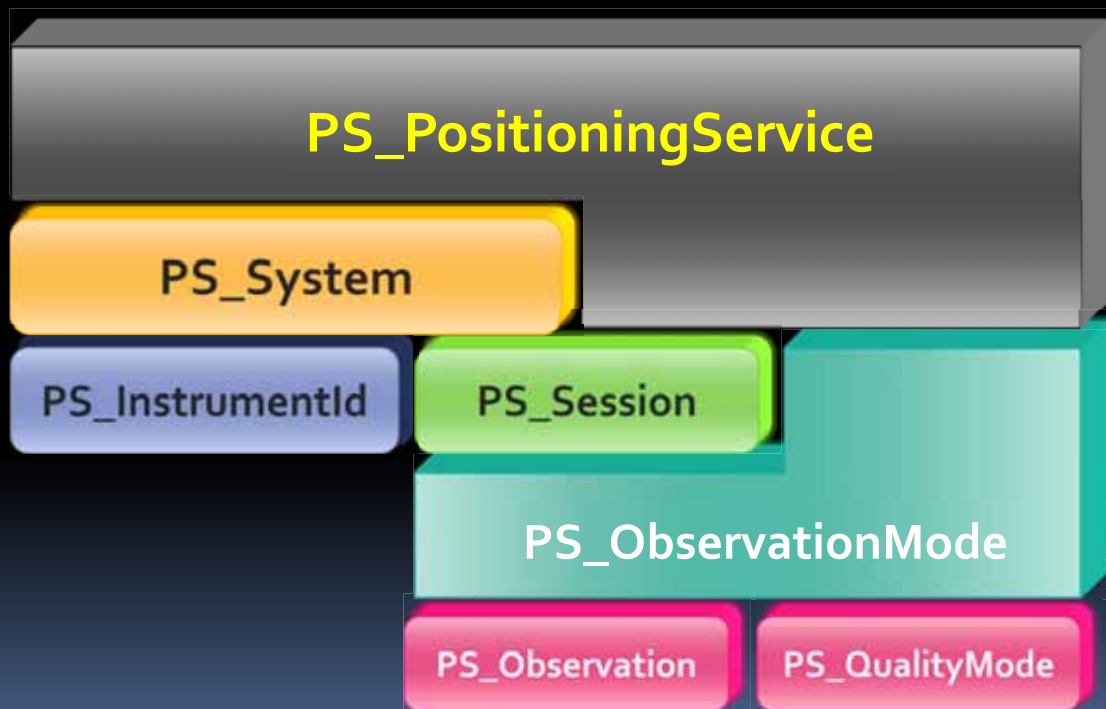 PS_PositioningService
PS_System
PS_InstrumentId
PS_Session
PS_ObservationMode
PS_Observation
PS_QualityMode